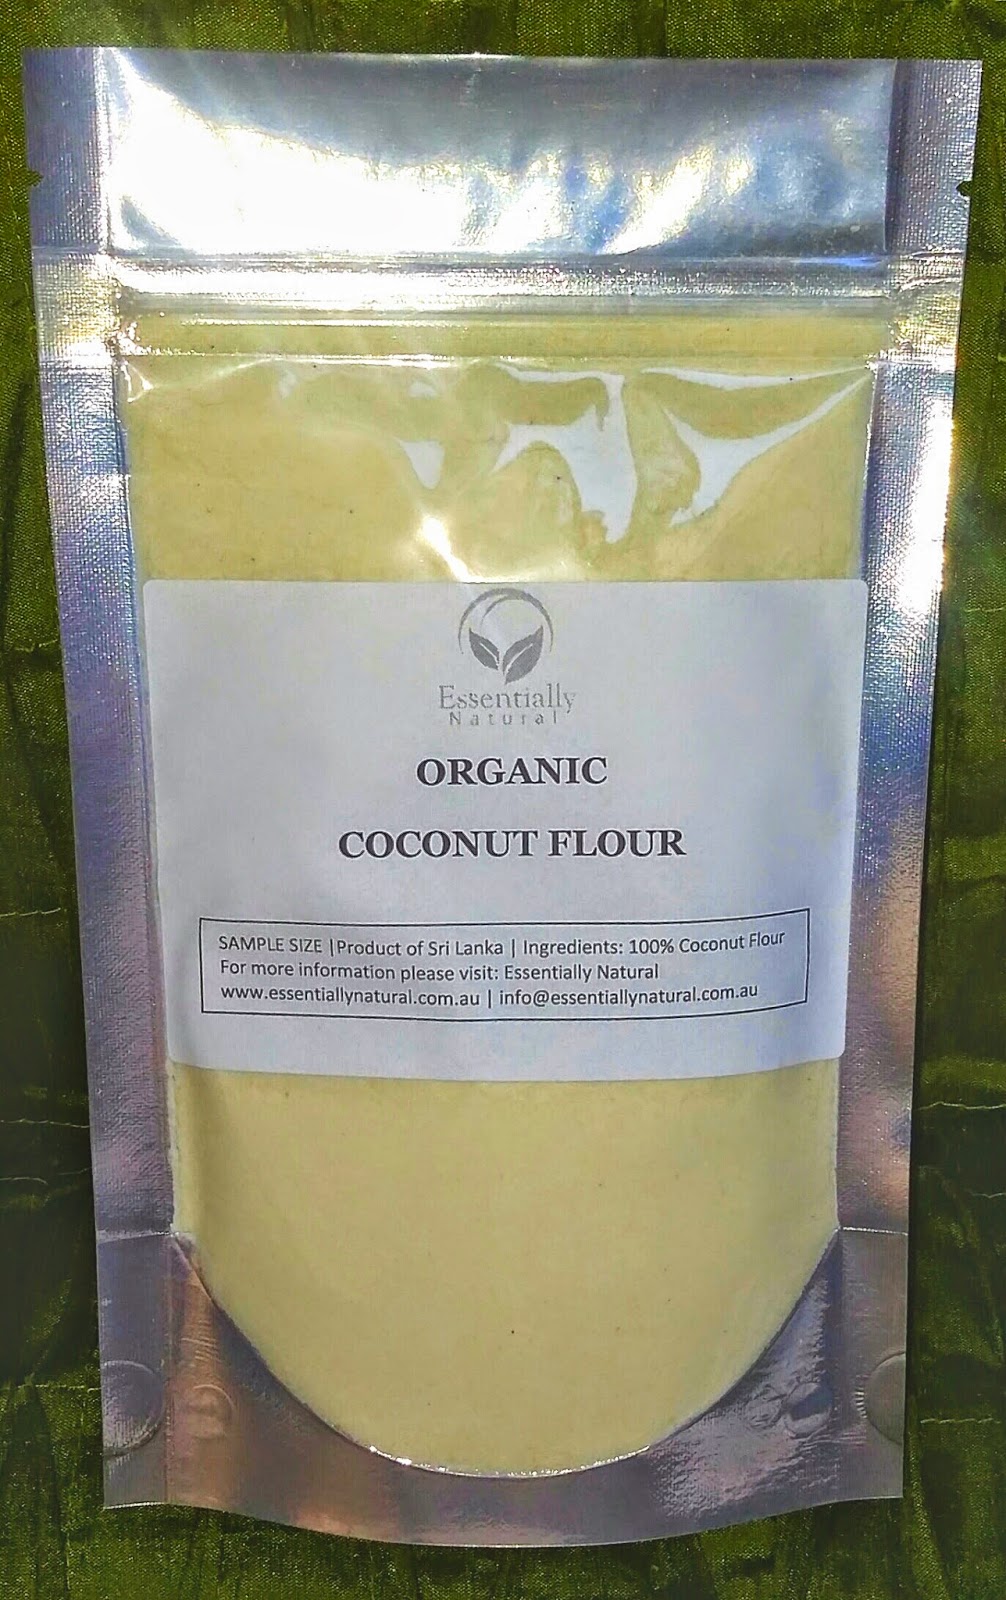 Essentially
Natural
ORGANIC
COCONUT FLOUR
SAMPLE SIZE |Product of Sri Lanka | Ingredients: 100% Coconut Flour
For more information please visit: Essentially Natural
www.essentiallynatural.com.au | info@essentiallynatural.com.au